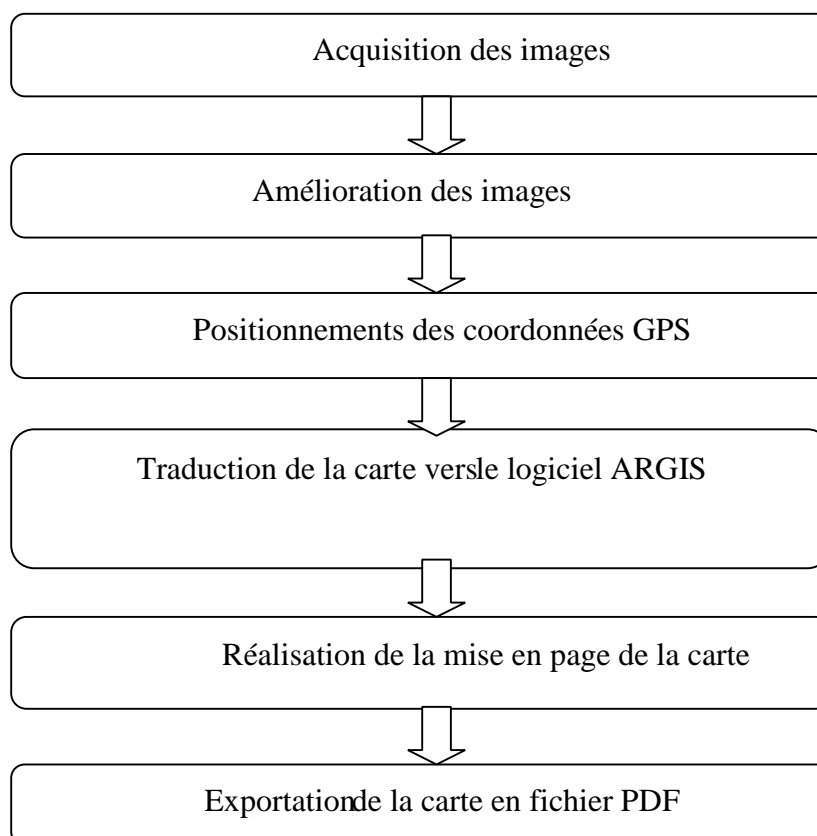 Acquisition des images
Amélioration des images
Positionnements des coordonnées GPS
Traduction de la carte versle logiciel ARGIS
Réalisation de la mise en page de la carte
Exportationde la carte en fichier PDF